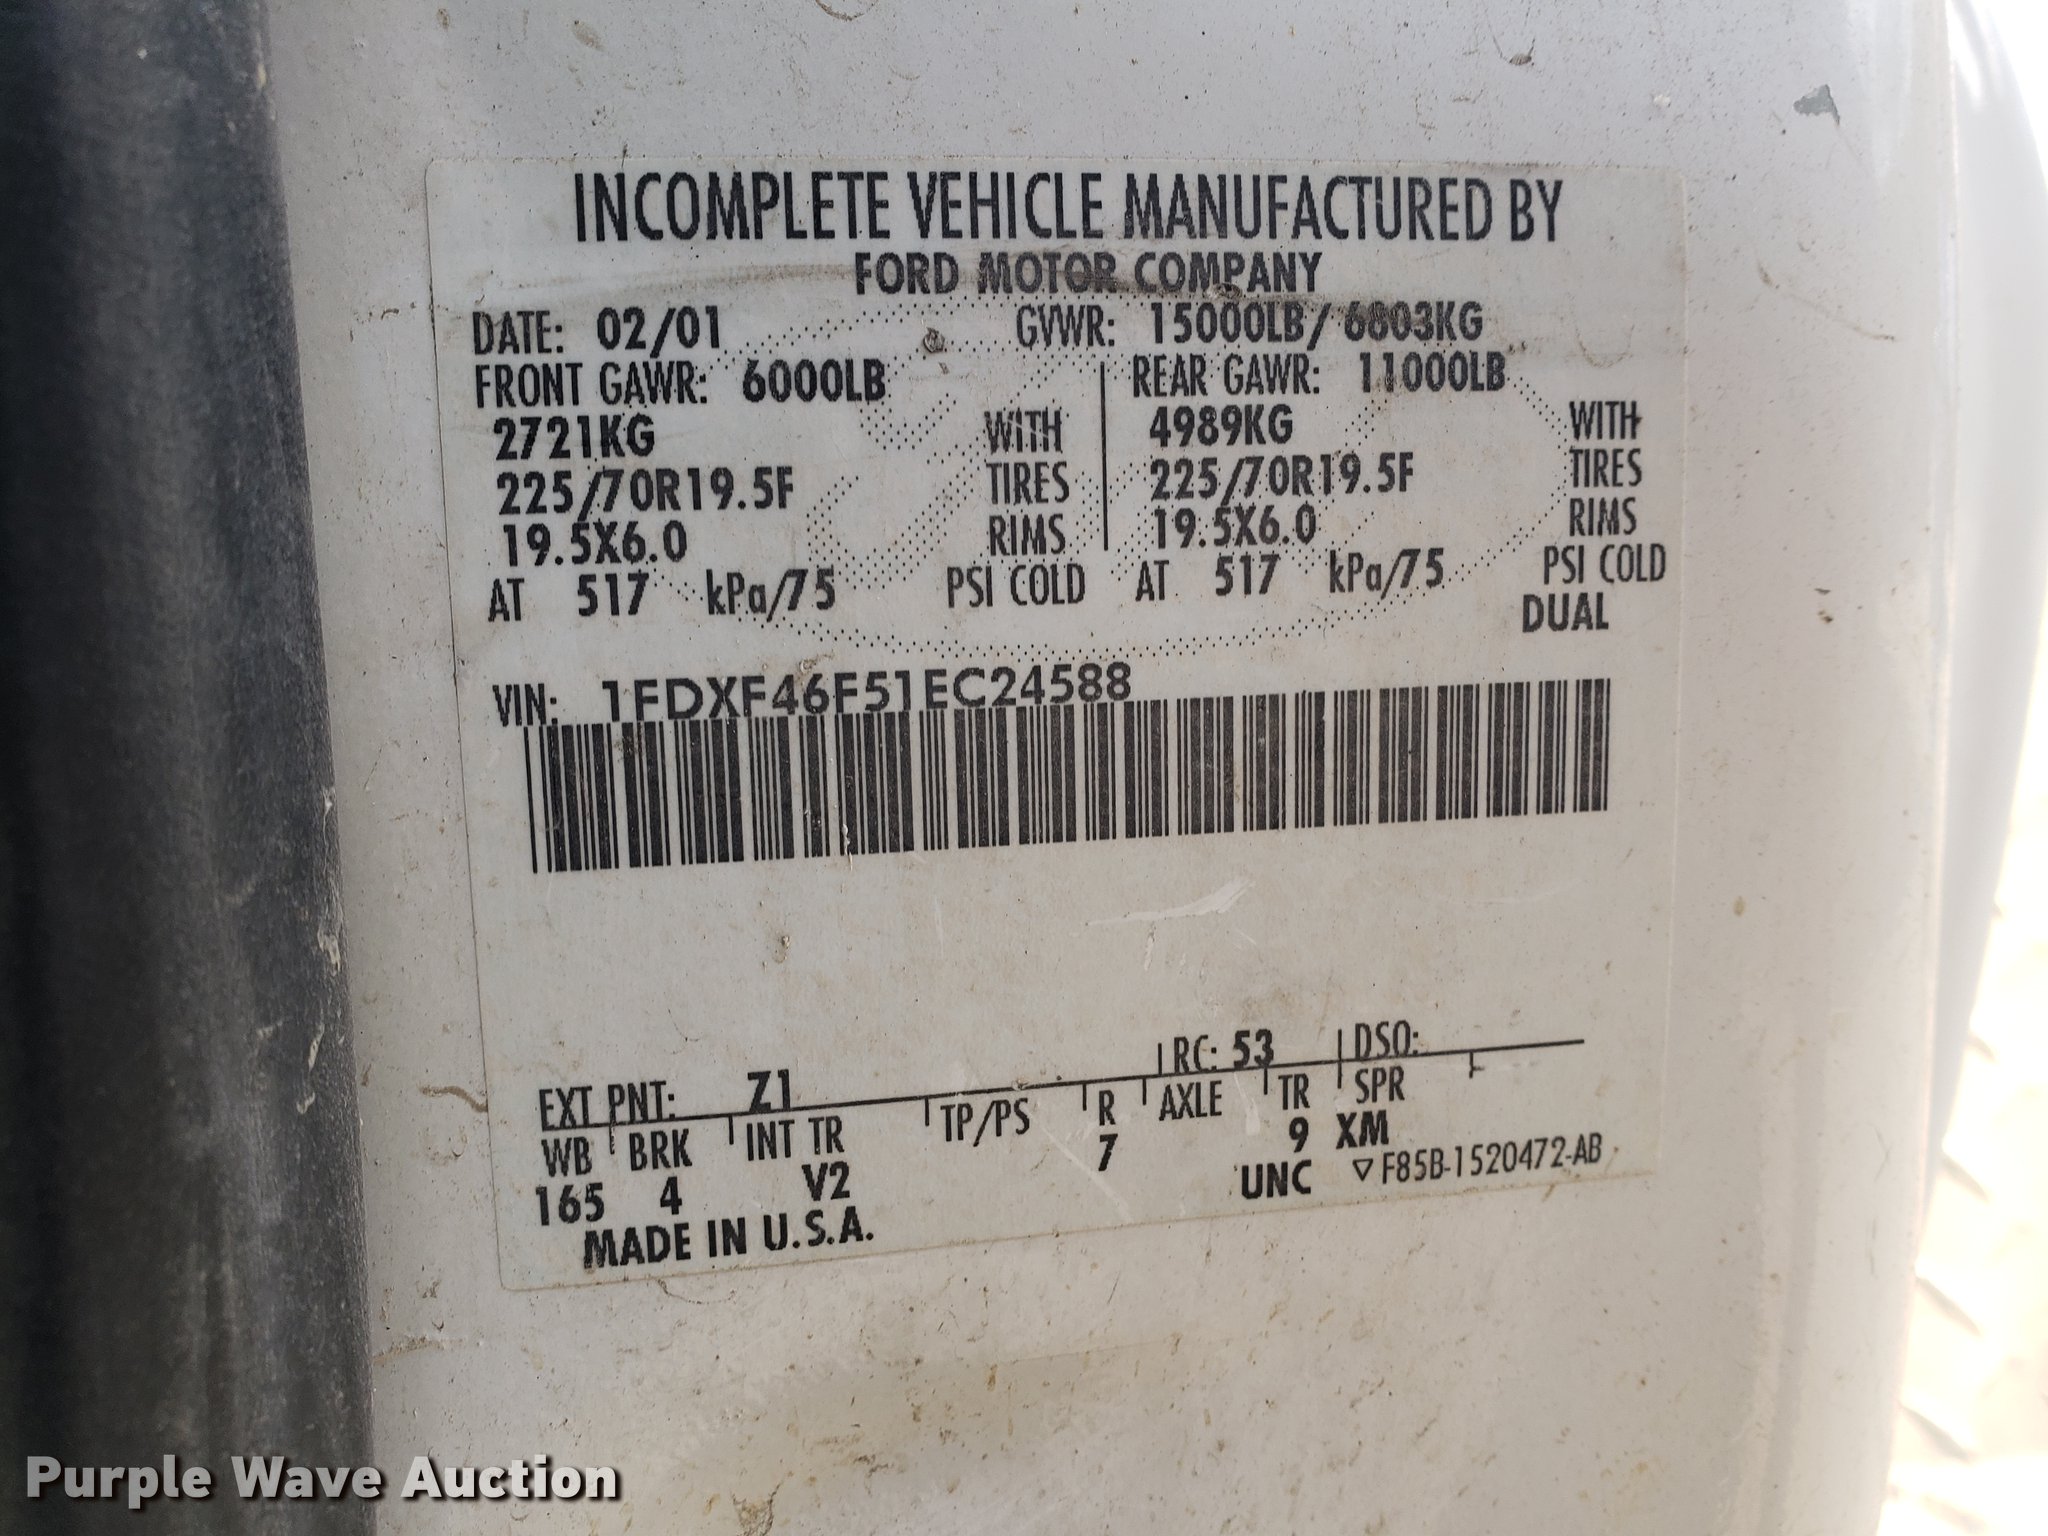 INCOMPLETE VEHICLE MANUFACTURED BY
FORD MOTOR COMPANY
DATE: 02/01 GVWR: 15000LB/ 6803KG
FRONT GAWR: 6000LB REAR GAWR: 11000LB
2721KG WITH 4989KG WITH
225/70R19.5F TIRES 225/70R19.5F TIRES
19.5X6.0 RIMS 19.5X6.0 RIMS
AT 517 kPa/75 PSI COLD AT 517 kPa/75 PSI COLD
DUAL
VIN: 1FDXF46F51EC24588
EXT PNT: Z1 RC: 53 DSO:
WB BRK INT TR TP/PS R AXLE TR SPR
165 4 V2 7 9 XM
UNC F85B-1520472-AB
MADE IN U.S.A.
Purple Wave Auction